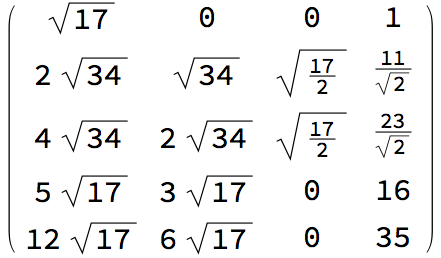 √17 0 0 1
2 √34 √34 √(17/2) 11/√2
4 √34 2 √34 √(17/2) 23/√2
5 √17 3 √17 0 16
12 √17 6 √17 0 35